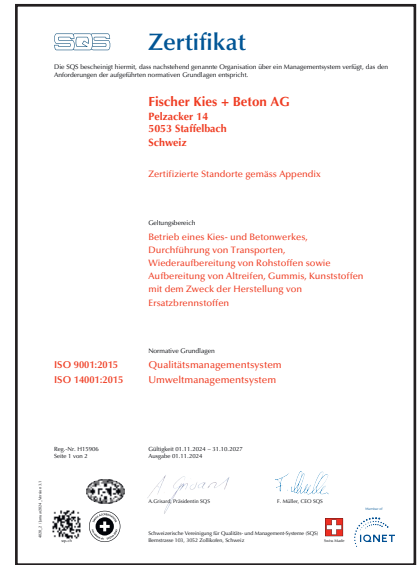 SQS
Zertifikat
Die SQS bescheinigt hiermit, dass nachstehend genannte Organisation über ein Managementsystem verfügt, das den
Anforderungen der aufgeführten normativen Grundlagen entspricht.
Fischer Kies + Beton AG
Pelzacker 14
5053 Staffelbach
Schweiz
Zertifizierte Standorte gemäss Appendix
Geltungsbereich
Betrieb eines Kies- und Betonwerkes,
Durchführung von Transporten,
Wiederaufbereitung von Rohstoffen sowie
Aufbereitung von Altreifen, Gummis, Kunststoffen
mit dem Zweck der Herstellung von
Ersatzbrennstoffen
Normative Grundlagen
ISO 9001:2015 Qualitätsmanagementsystem
ISO 14001:2015 Umweltmanagementsystem
Reg.-Nr. H15906 Gültigkeit 01.11.2024 – 31.10.2027
Seite 1 von 2 Ausgabe 01.11.2024
A. Grisard, Präsidentin SQS F. Müller, CEO SQS
Schweizerische Vereinigung für Qualitäts- und Management-Systeme (SQS)
Bernstrasse 103, 3052 Zollikofen, Schweiz
sqs.ch
Swiss Made
Member of
IQNET